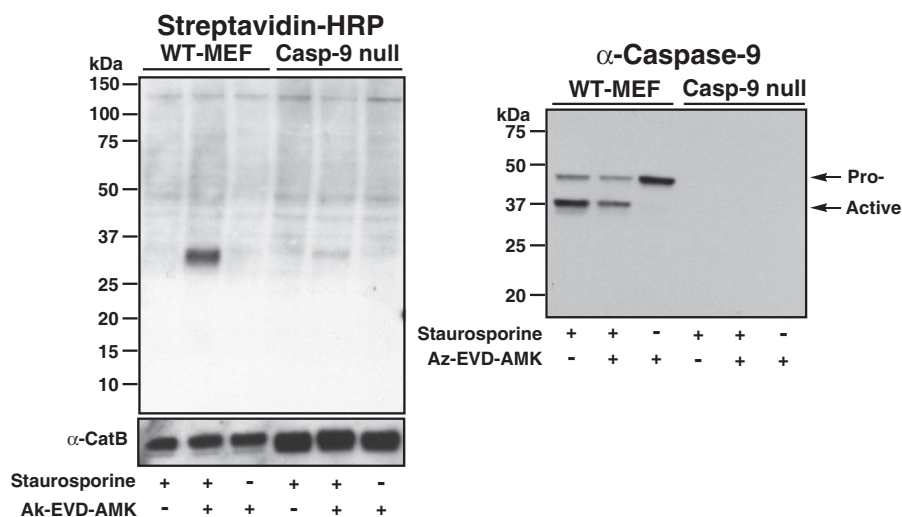 Streptavidin-HRP
kDa WT-MEF Casp-9 null
150
100
75
50
37
25
20
15
10
α-CatB
Staurosporine + + - + + -
Ak-EVD-AMK - + + - + +
α-Caspase-9
WT-MEF Casp-9 null
kDa
75
50
37
25
20
Pro-
Active
Staurosporine + + - + + -
Az-EVD-AMK - + + - + +